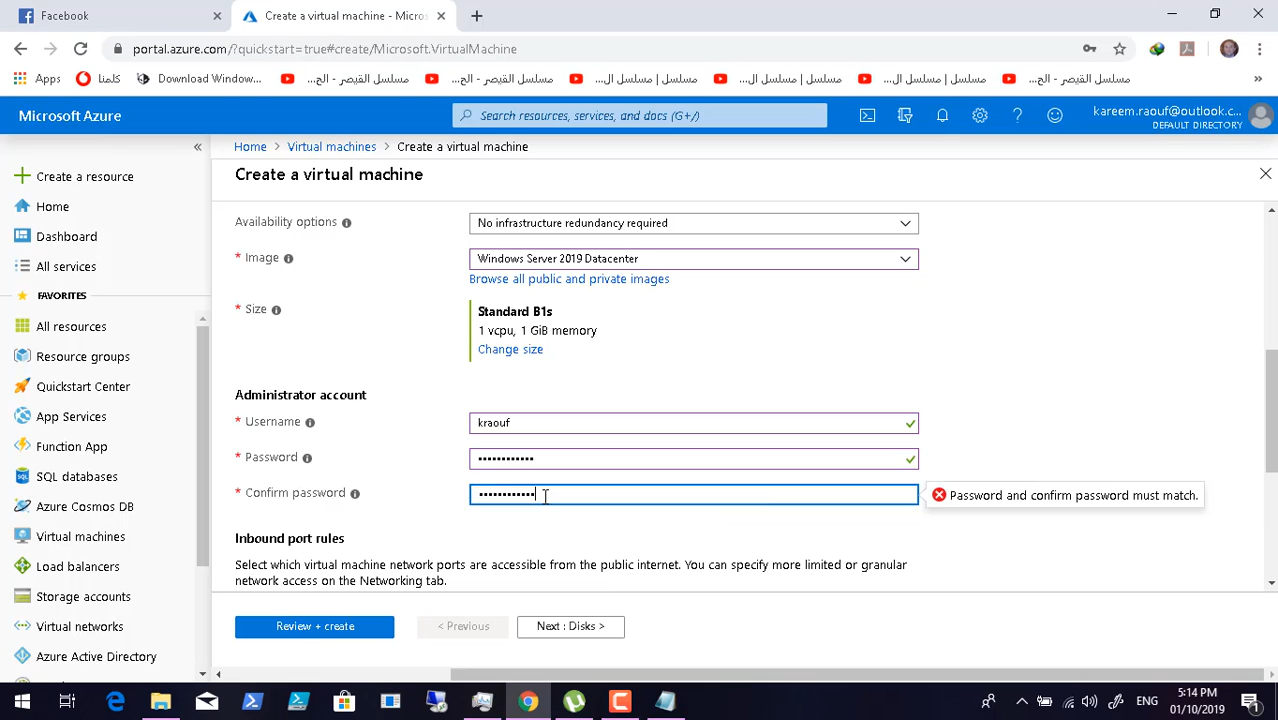 Facebook
Create a virtual machine - Micros
portal.azure.com/?quickstart=true#create/Microsoft.VirtualMachine
Apps
كلمنا
Download Window...
مسلسل القيصر - الح...
مسلسل القيصر - الح...
مسلسل | مسلسل ال...
مسلسل | مسلسل ال...
مسلسل | مسلسل ال...
مسلسل القيصر - الح...
»
Microsoft Azure
Search resources, services, and docs (G+/)
kareem.raouf@outlook.c...
DEFAULT DIRECTORY
«
Create a resource
Home
Dashboard
All services
FAVORITES
All resources
Resource groups
Quickstart Center
App Services
Function App
SQL databases
Azure Cosmos DB
Virtual machines
Load balancers
Storage accounts
Virtual networks
Azure Active Directory
Home > Virtual machines > Create a virtual machine
Create a virtual machine
Availability options
No infrastructure redundancy required
* Image
Windows Server 2019 Datacenter
Browse all public and private images
* Size
Standard B1s
1 vcpu, 1 GiB memory
Change size
Administrator account
* Username
kraouf
* Password
••••••••••••
* Confirm password
••••••••••••
Password and confirm password must match.
Inbound port rules
Select which virtual machine network ports are accessible from the public internet. You can specify more limited or granular
network access on the Networking tab.
Review + create
< Previous
Next : Disks >
ENG
5:14 PM
01/10/2019
1